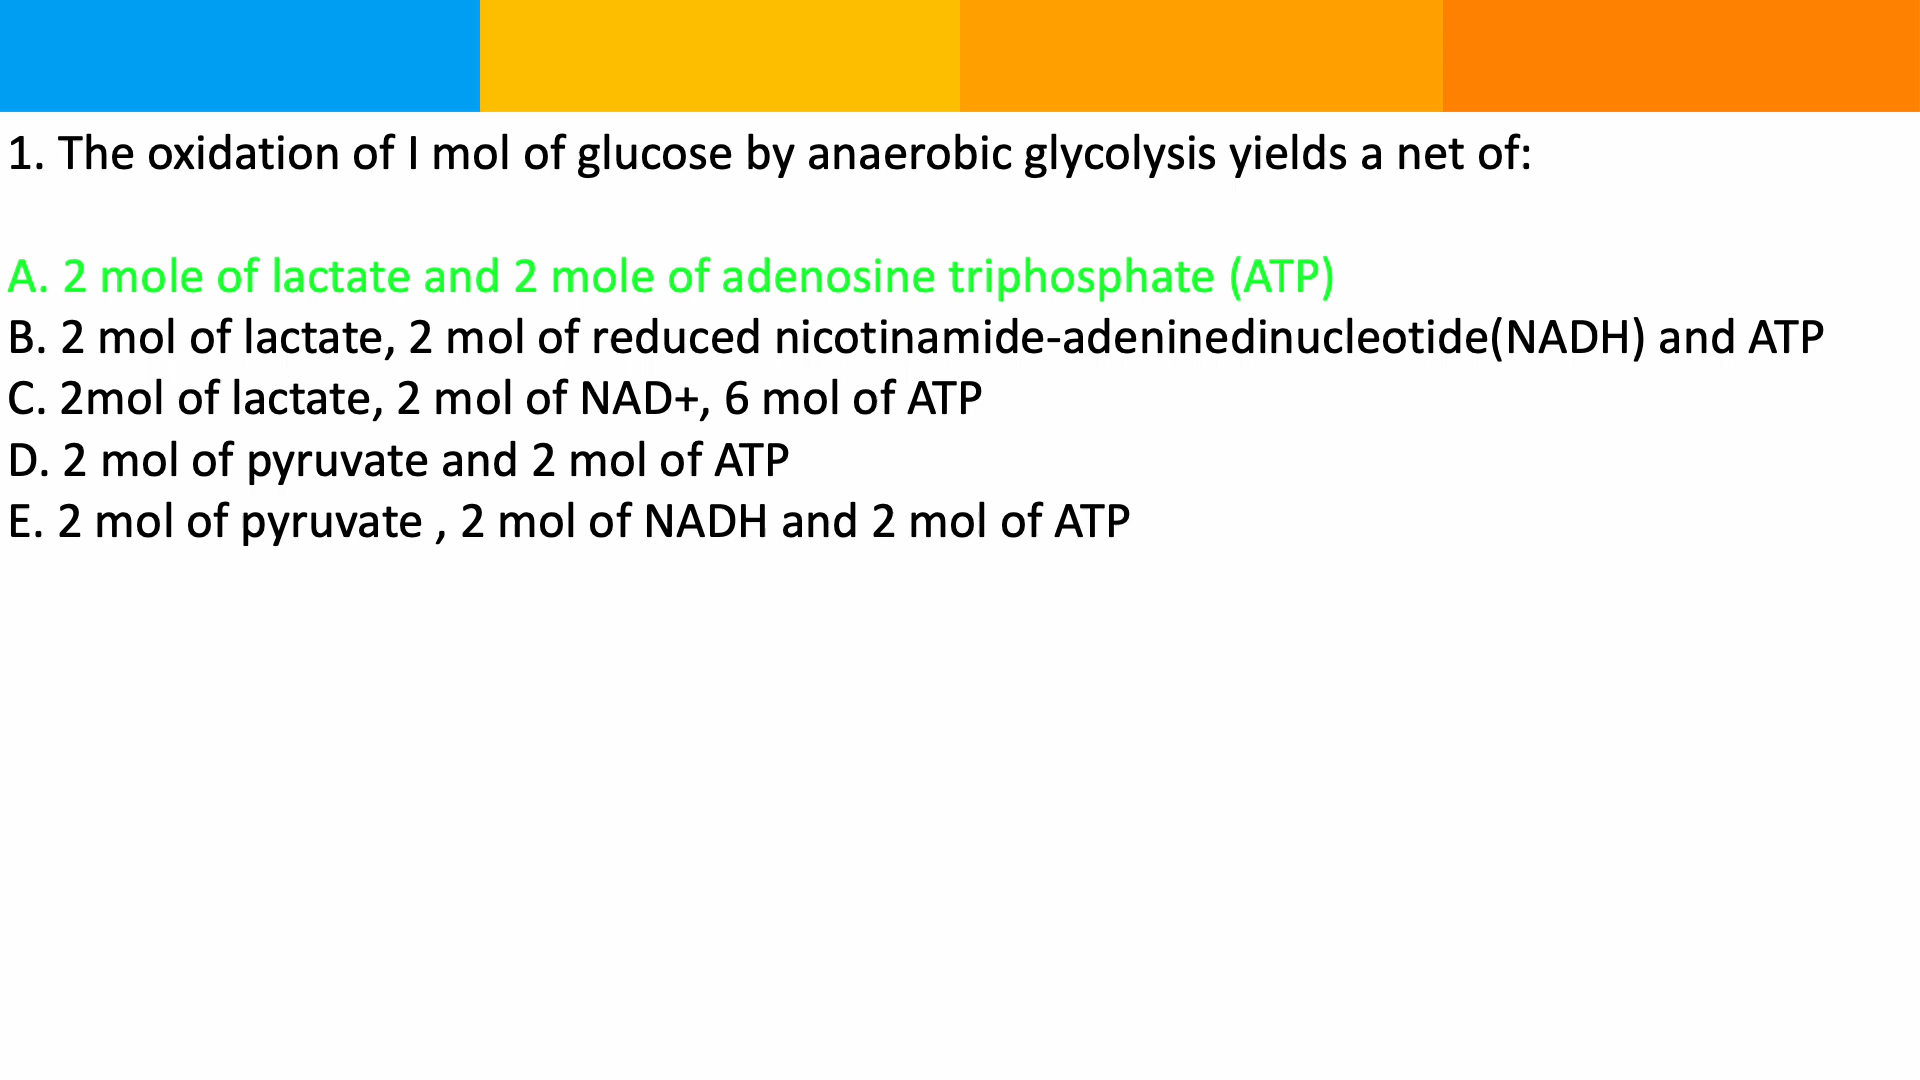 1. The oxidation of I mol of glucose by anaerobic glycolysis yields a net of:
A. 2 mole of lactate and 2 mole of adenosine triphosphate (ATP)
B. 2 mol of lactate, 2 mol of reduced nicotinamide-adeninedinucleotide(NADH) and ATP
C. 2mol of lactate, 2 mol of NAD+, 6 mol of ATP
D. 2 mol of pyruvate and 2 mol of ATP
E. 2 mol of pyruvate , 2 mol of NADH and 2 mol of ATP